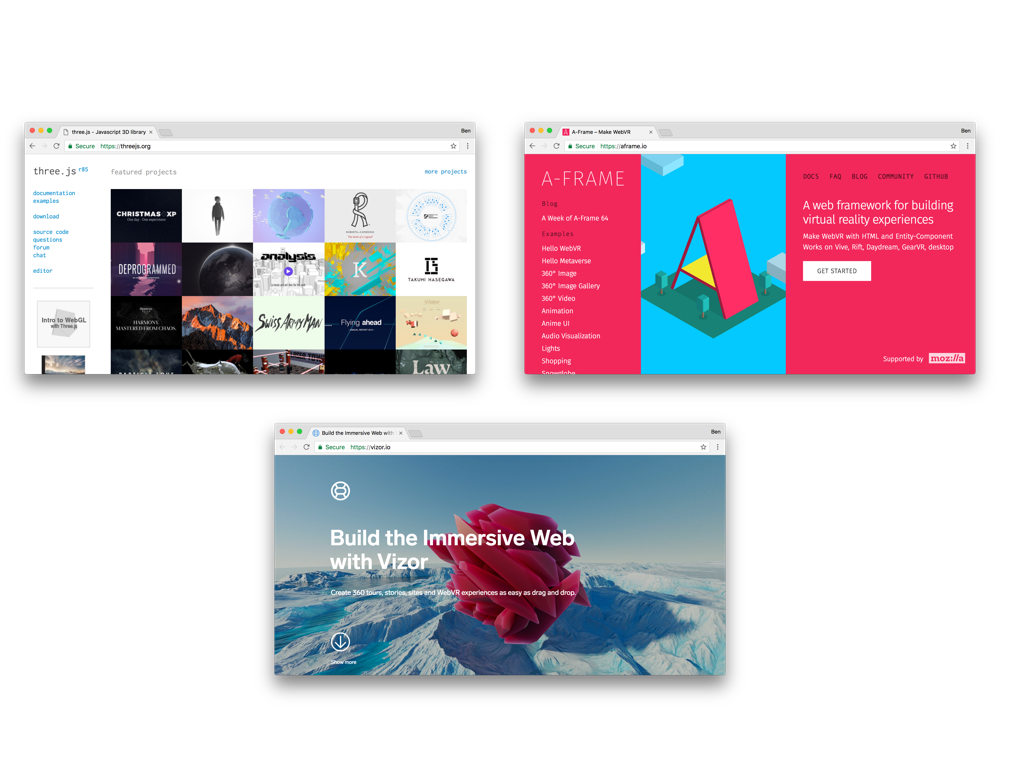 three.js - Javascript 3D library
Ben
Secure https://threejs.org
three.js r85
featured projects
more projects
documentation
examples
download
source code
questions
forum
chat
editor
Intro to WebGL
with Three.js
CHRISTMAS XP
DEPROGRAMMED
analysis
K
15
TAKUMI HASEGAWA
HARMONY
MASTERED FROM CHAOS
SWISS ARMY MAN
Flying ahead
Law
A-Frame – Make WebVR
Ben
Secure https://aframe.io
A-FRAME
Blog
A Week of A-Frame 64
Examples
Hello WebVR
Hello Metaverse
360° Image
360° Image Gallery
360° Video
Animation
Anime UI
Audio Visualization
Lights
Shopping
Snowglobe
DOCS FAQ BLOG COMMUNITY GITHUB
A web framework for building
virtual reality experiences
Make WebVR with HTML and Entity-Component
Works on Vive, Rift, Daydream, GearVR, desktop
GET STARTED
Supported by moz://a
Build the Immersive Web with
Ben
Secure https://vizor.io
Build the Immersive Web
with Vizor
Create 360 tours, stories, sites and WebVR experiences as easy as drag and drop.
Show more